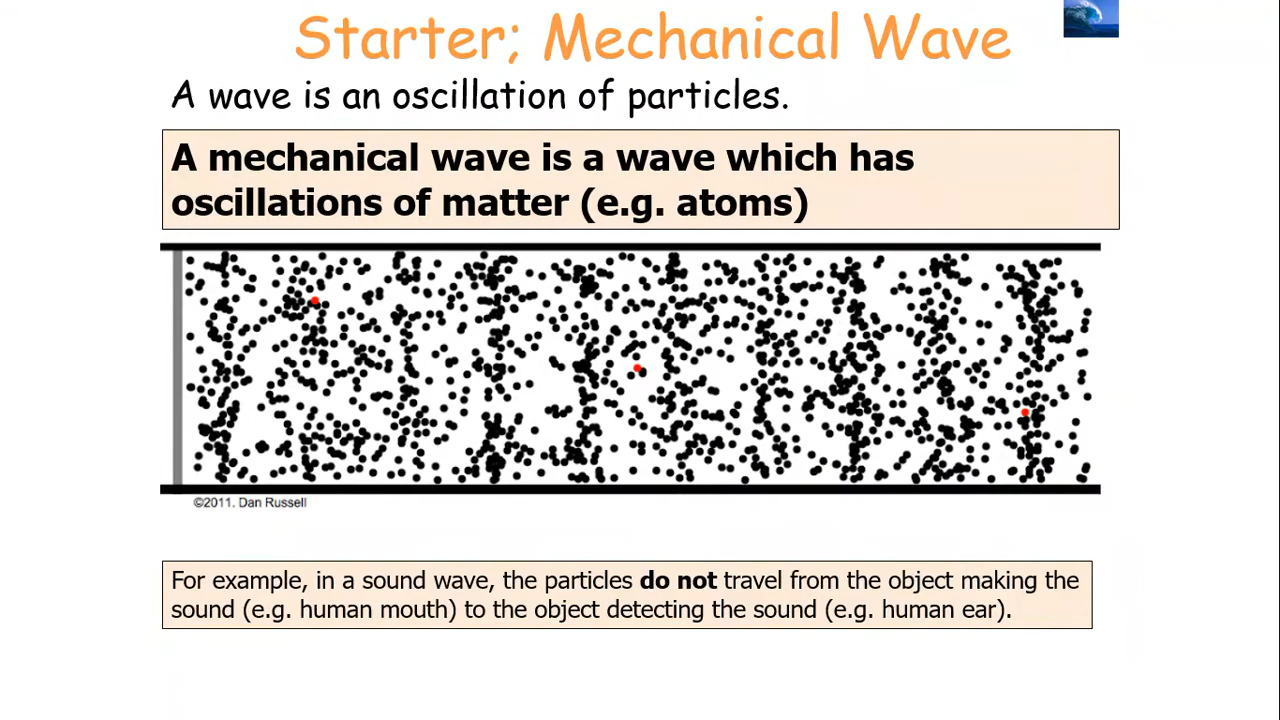 Starter; Mechanical Wave
A wave is an oscillation of particles.
A mechanical wave is a wave which has
oscillations of matter (e.g. atoms)
©2011. Dan Russell
For example, in a sound wave, the particles do not travel from the object making the
sound (e.g. human mouth) to the object detecting the sound (e.g. human ear).